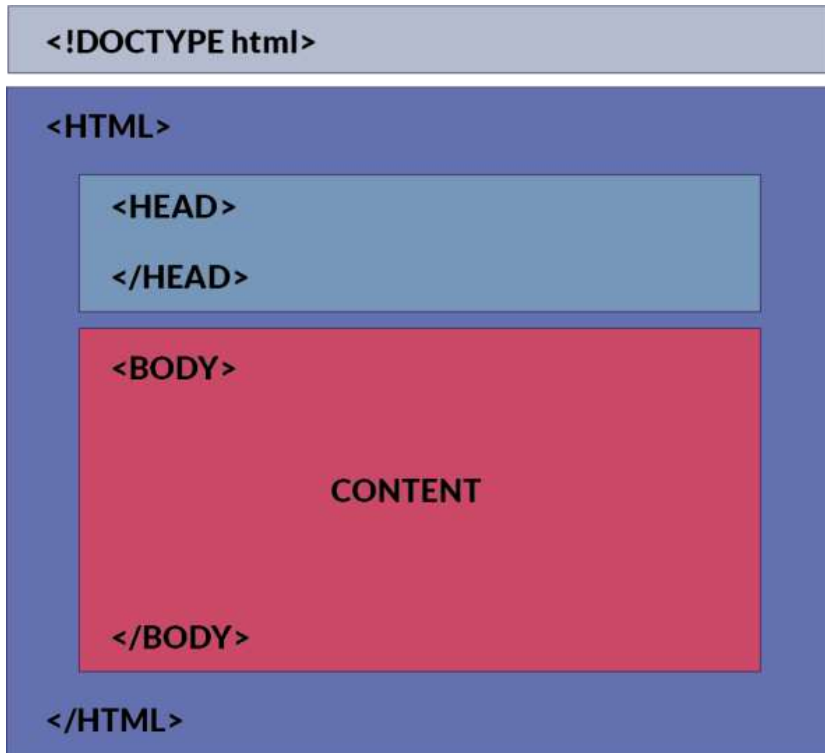 <!DOCTYPE html>
<HTML>
<HEAD>
</HEAD>
<BODY>
CONTENT
</BODY>
</HTML>